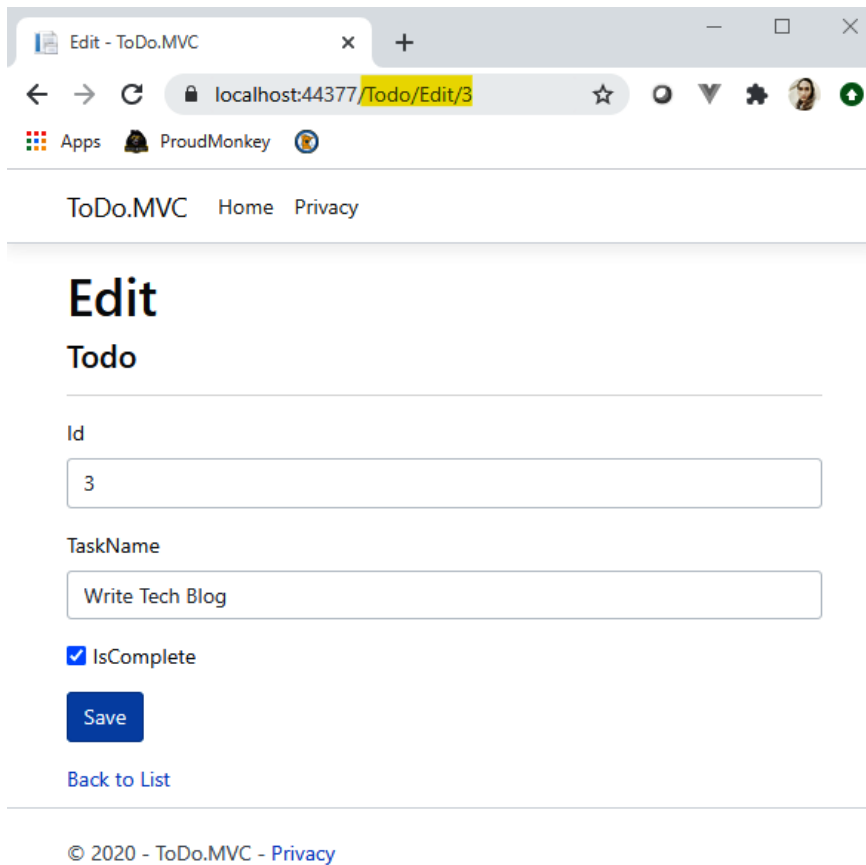 Edit - ToDo.MVC
localhost:44377/Todo/Edit/3
Apps ProudMonkey
ToDo.MVC Home Privacy
Edit
Todo
Id
3
TaskName
Write Tech Blog
IsComplete
Save
Back to List
© 2020 - ToDo.MVC - Privacy